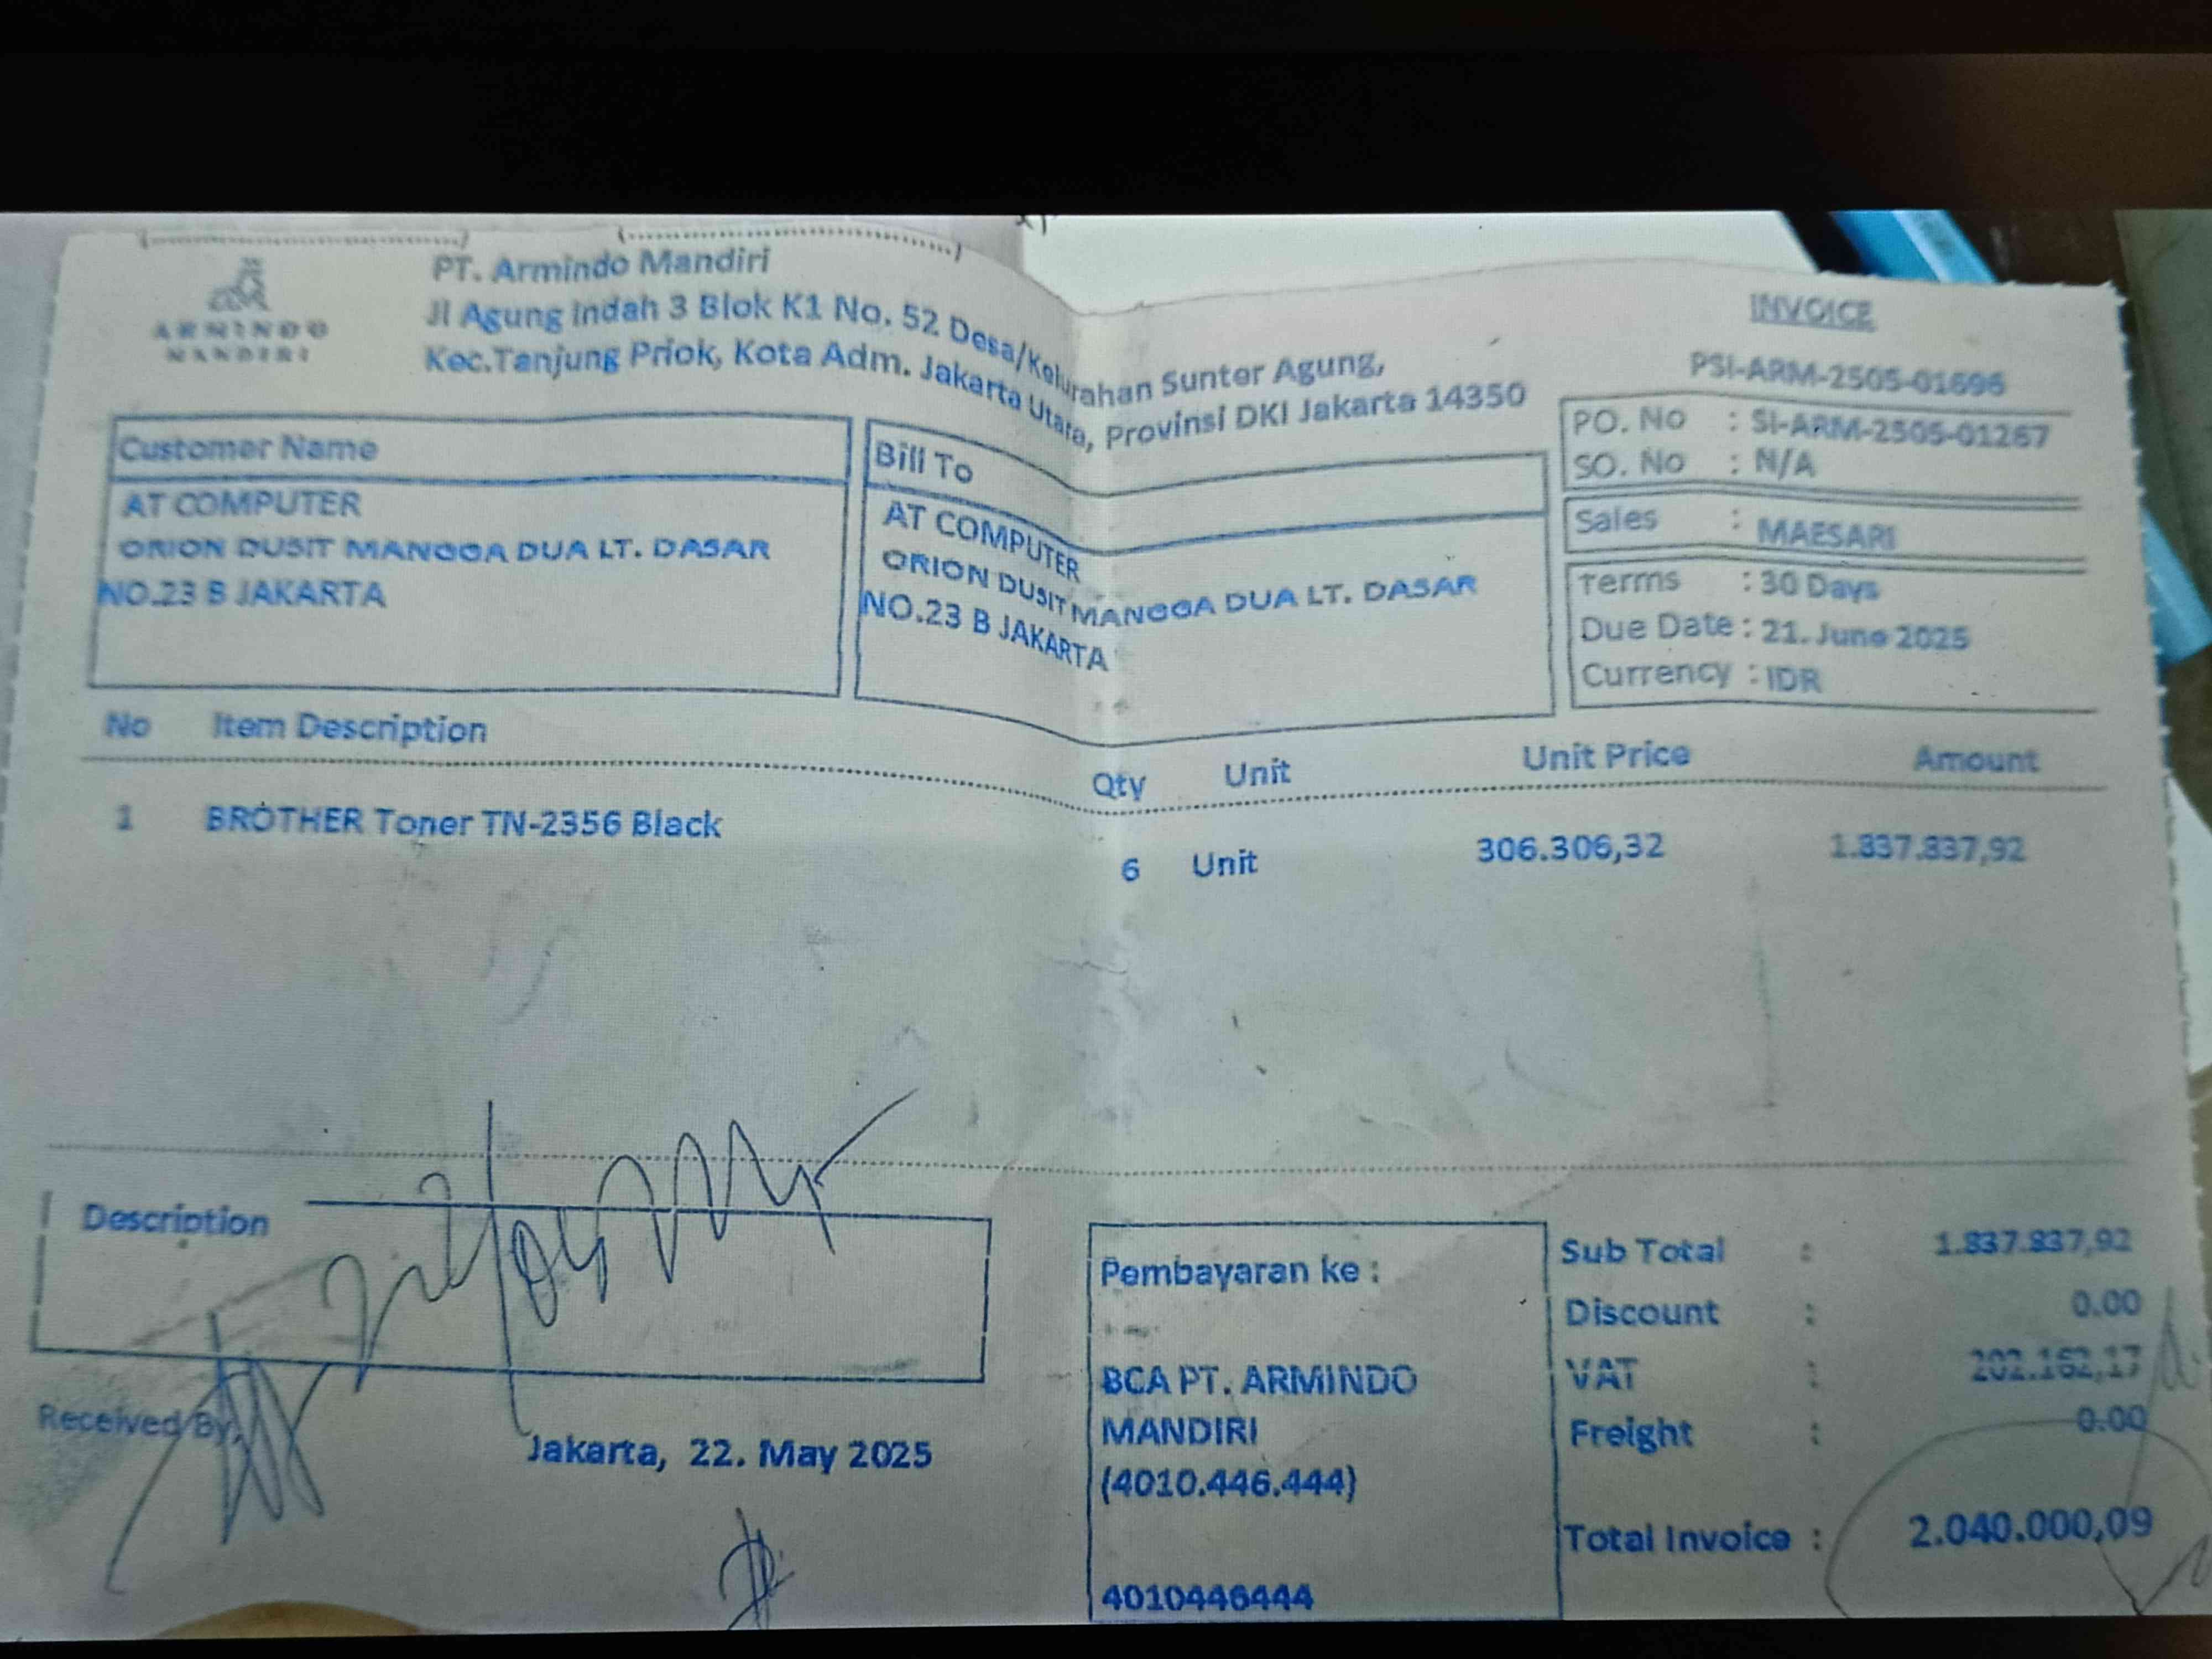 ARMINDO
MANDIRI
PT. Armindo Mandiri
Jl Agung Indah 3 Blok K1 No. 52 Desa/Kelurahan Sunter Agung,
Kec.Tanjung Priok, Kota Adm. Jakarta Utara, Provinsi DKI Jakarta 14350
INVOICE
PSI-ARM-2505-01696
PO. No : SI-ARM-2505-01267
SO. No : N/A
Sales : MAESARI
Terms : 30 Days
Due Date : 21. June 2025
Currency : IDR
Customer Name
AT COMPUTER
ORION DUSIT MANGGA DUA LT. DASAR
NO.23 B JAKARTA
Bill To
AT COMPUTER
ORION DUSIT MANGGA DUA LT. DASAR
NO.23 B JAKARTA
No Item Description Qty Unit Unit Price Amount
1 BROTHER Toner TN-2356 Black 6 Unit 306.306,32 1.837.837,92
Description
Received By,
Jakarta, 22. May 2025
Pembayaran ke :
BCA PT. ARMINDO
MANDIRI
(4010.446.444)
4010446444
Sub Total : 1.837.837,92
Discount : 0.00
VAT : 202.162,17
Freight : 0.00
Total Invoice : 2.040.000,09